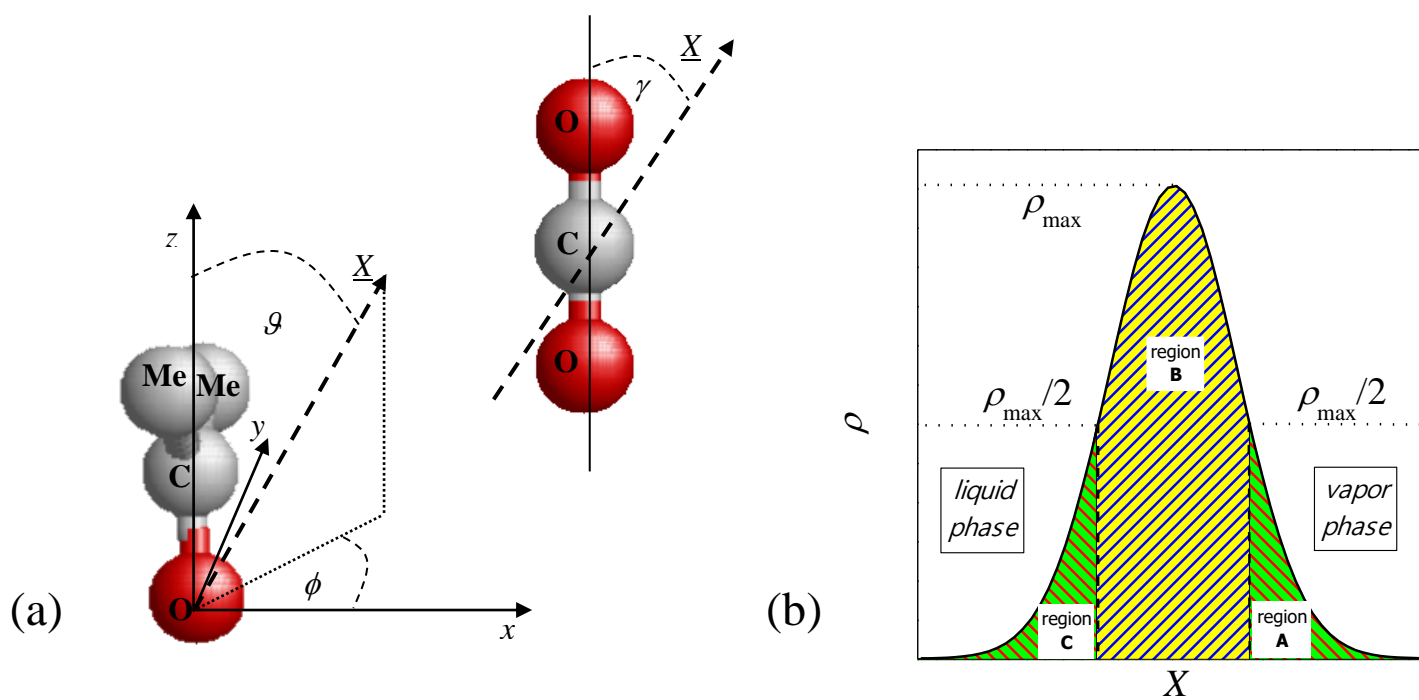 (a)
z
X
ϑ
Me
Me
y
C
O
ϕ
x
X
γ
O
C
O
(b)
ρ
ρmax
ρmax/2
ρmax/2
region
B
liquid
phase
vapor
phase
region
C
region
A
X